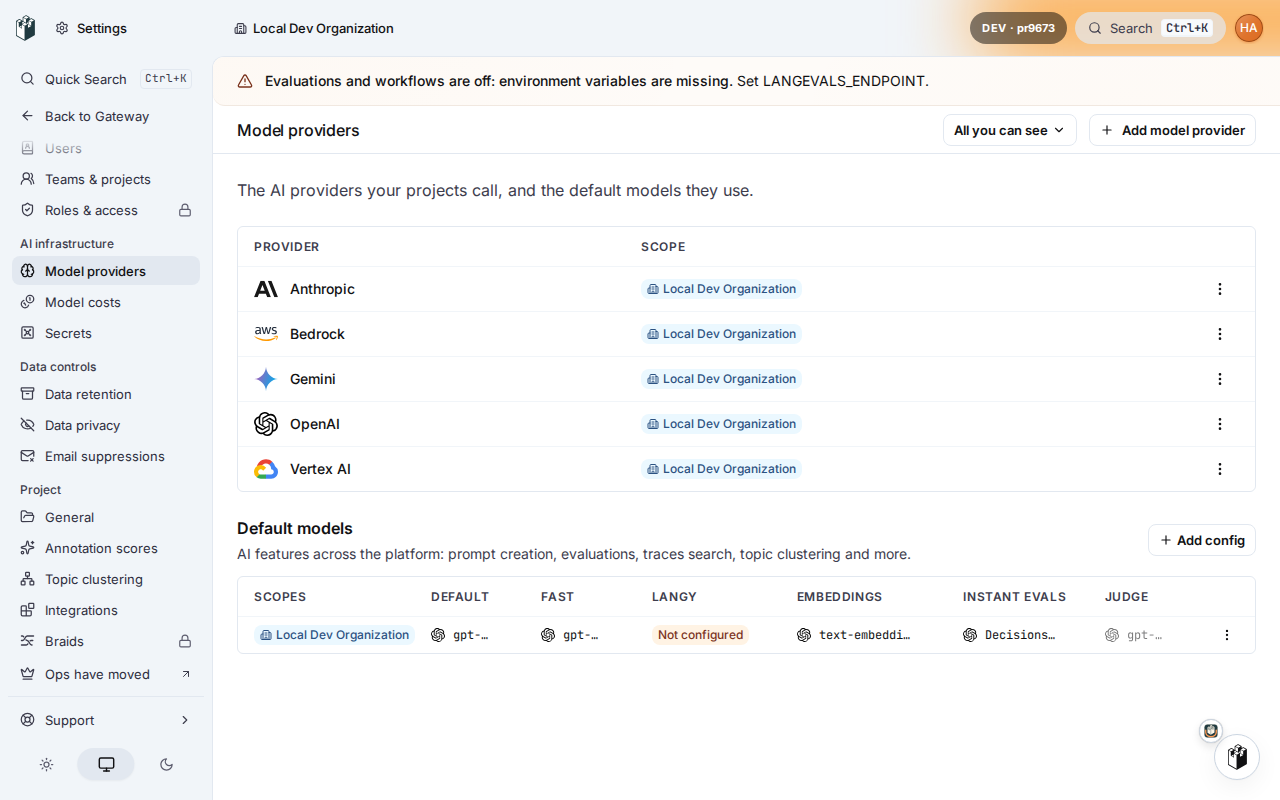 Settings
Local Dev Organization
DEV · pr9673
Search Ctrl+K
HA
Quick Search Ctrl+K
Back to Gateway
Users
Teams & projects
Roles & access
AI infrastructure
Model providers
Model costs
Secrets
Data controls
Data retention
Data privacy
Email suppressions
Project
General
Annotation scores
Topic clustering
Integrations
Braids
Ops have moved
Support
Evaluations and workflows are off: environment variables are missing. Set LANGEVALS_ENDPOINT.
Model providers
All you can see
Add model provider
The AI providers your projects call, and the default models they use.
PROVIDER SCOPE
Anthropic Local Dev Organization
aws Bedrock Local Dev Organization
Gemini Local Dev Organization
OpenAI Local Dev Organization
Vertex AI Local Dev Organization
Default models
AI features across the platform: prompt creation, evaluations, traces search, topic clustering and more.
Add config
SCOPES DEFAULT FAST LANGY EMBEDDINGS INSTANT EVALS JUDGE
Local Dev Organization gpt-… gpt-… Not configured text-embeddi… Decisions… gpt-…